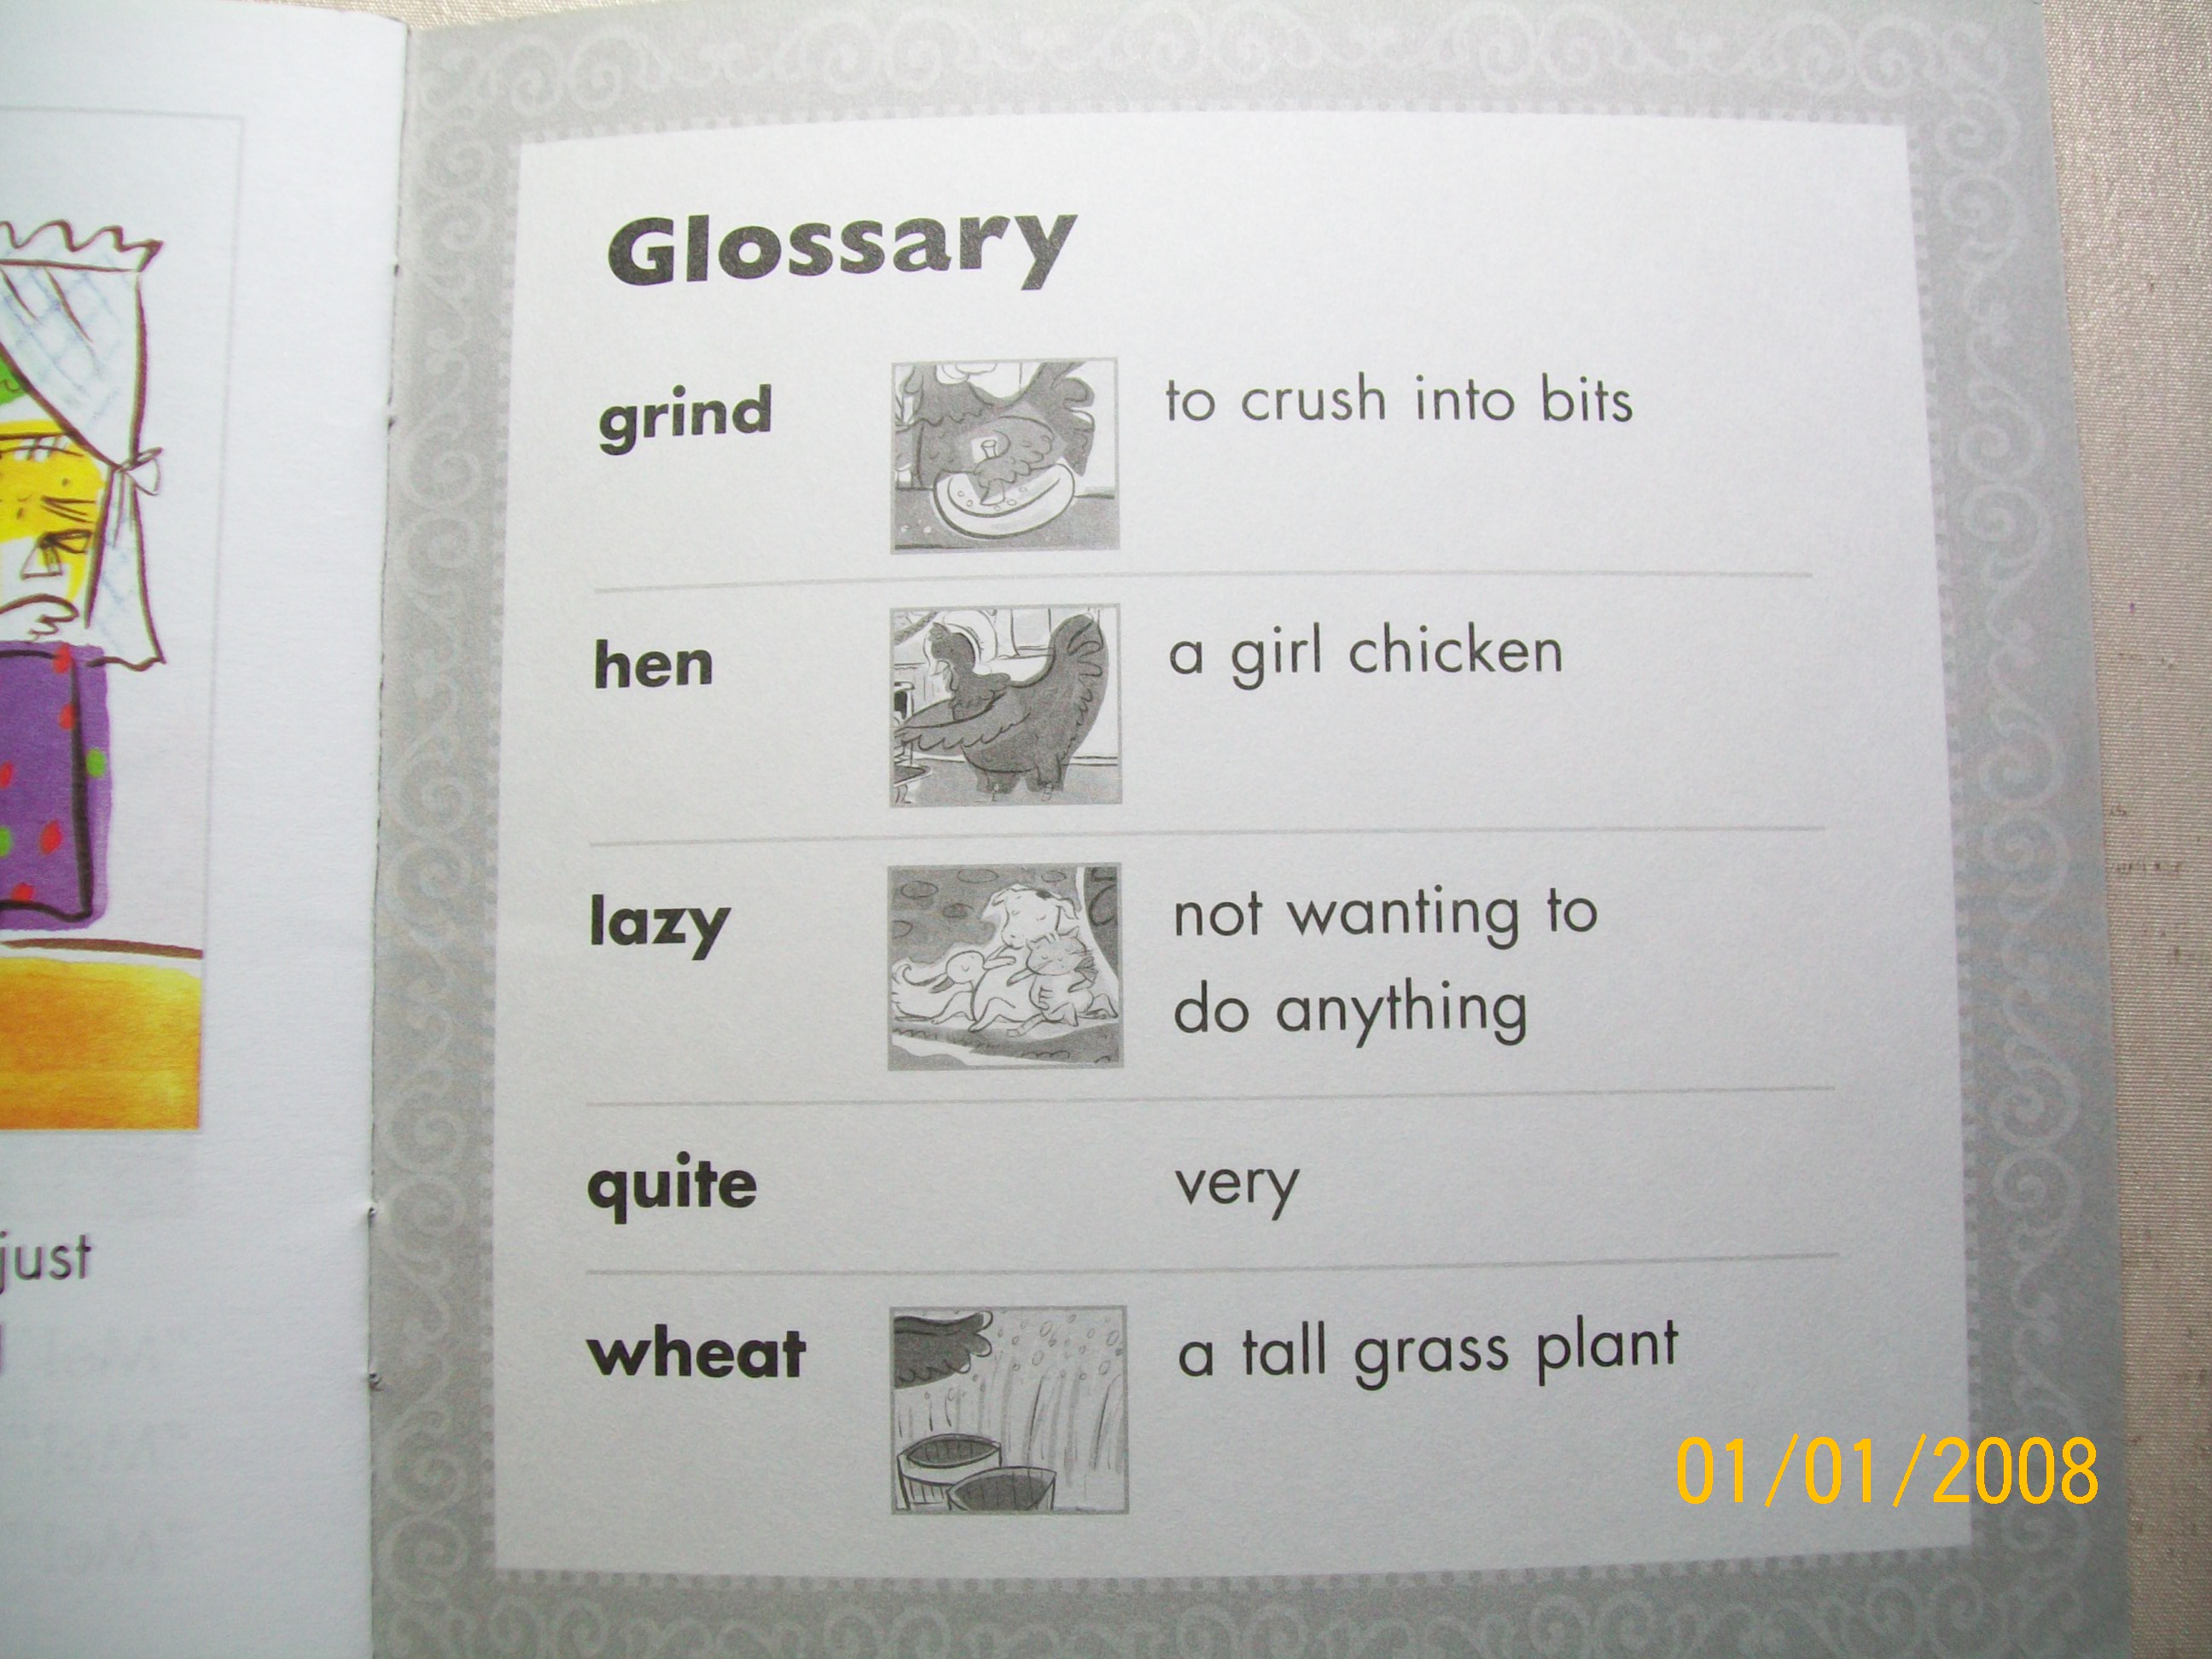 just
Glossary
grind to crush into bits
hen a girl chicken
lazy not wanting to
do anything
quite very
wheat a tall grass plant
01/01/2008